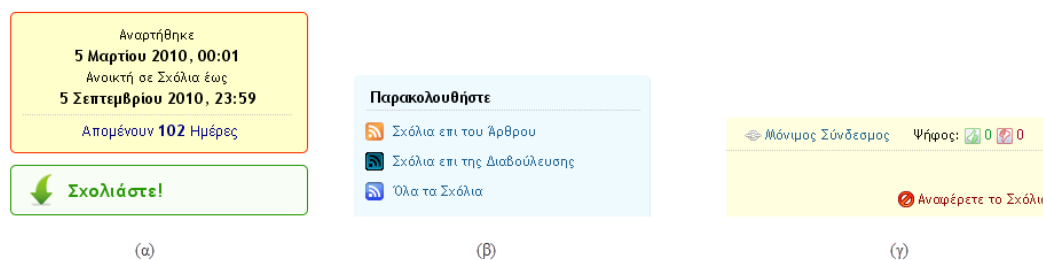 Αναρτήθηκε
5 Μαρτίου 2010, 00:01
Ανοικτή σε Σχόλια έως
5 Σεπτεμβρίου 2010, 23:59
Απομένουν 102 Ημέρες
Σχολιάστε!
(α)
Παρακολουθήστε
Σχόλια επι του Άρθρου
Σχόλια επι της Διαβούλευσης
Όλα τα Σχόλια
(β)
Μόνιμος Σύνδεσμος Ψήφος: 0 0
Αναφέρετε το Σχόλι
(γ)